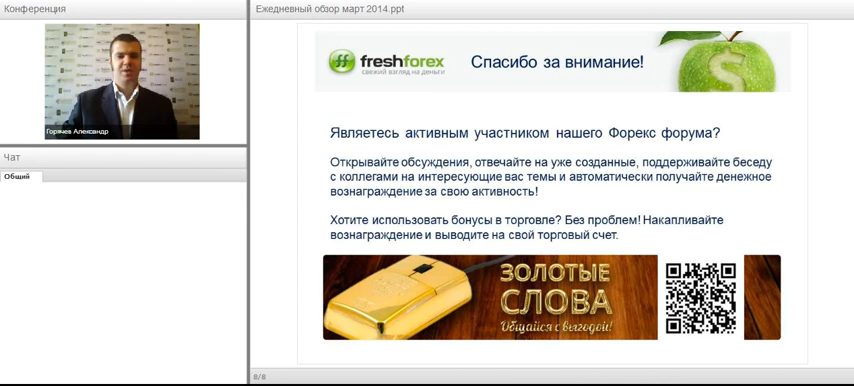 Конференция
Горячев Александр
Чат
Общий
Ежедневный обзор март 2014.ppt
freshforex
свежий взгляд на деньги
Спасибо за внимание!
Являетесь активным участником нашего Форекс форума?
Открывайте обсуждения, отвечайте на уже созданные, поддерживайте беседу
с коллегами на интересующие вас темы и автоматически получайте денежное
вознаграждение за свою активность!
Хотите использовать бонусы в торговле? Без проблем! Накапливайте
вознаграждение и выводите на свой торговый счет.
ЗОЛОТЫЕ
СЛОВА
Общайся с выгодой!
8/8